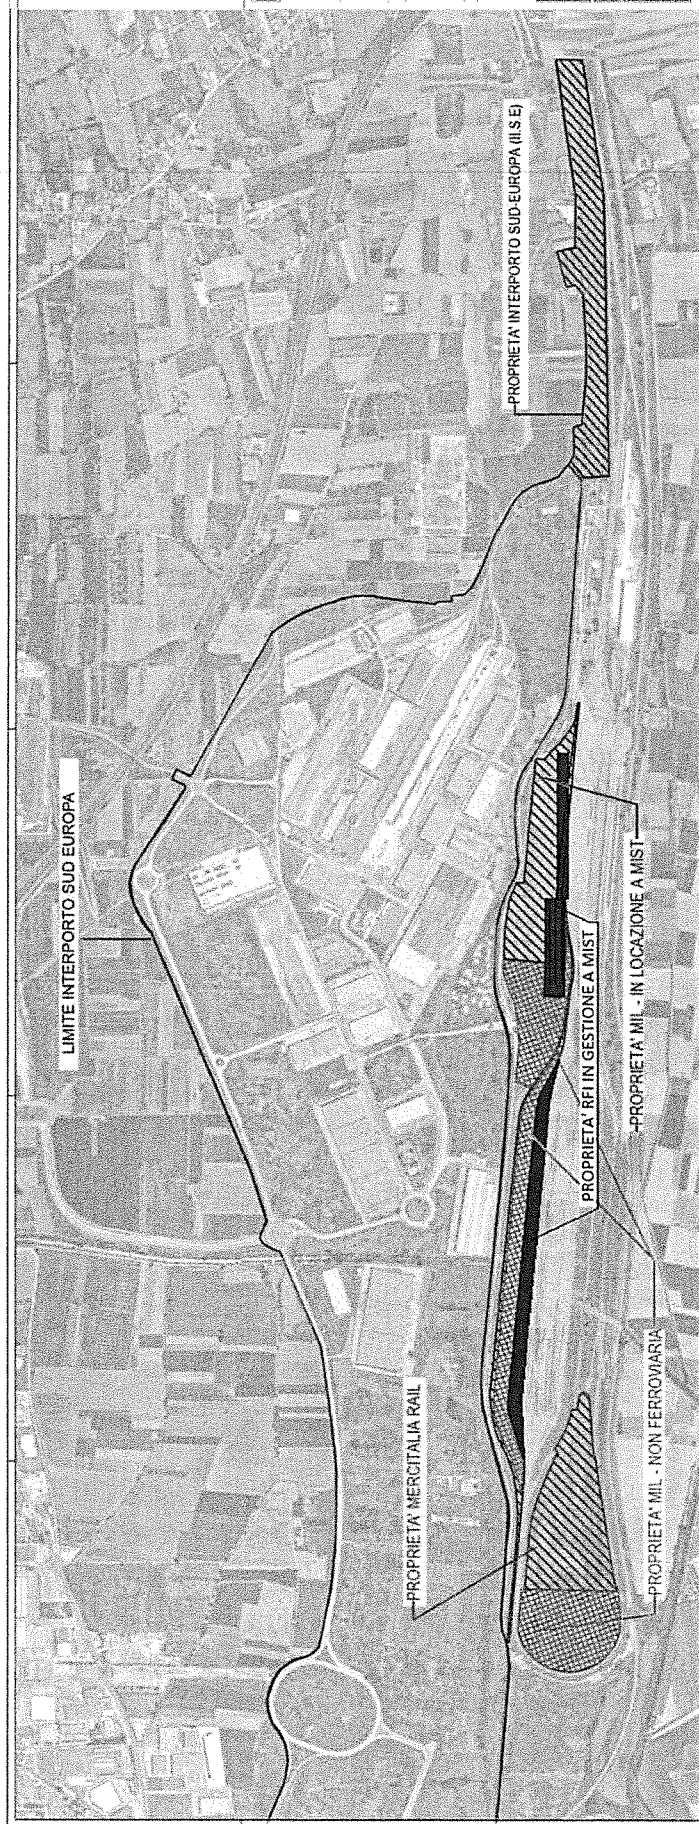 LIMITE INTERPORTO SUD EUROPA
PROPRIETA' INTERPORTO SUD-EUROPA (II.S E)
PROPRIETA' MERCITALIA RAIL
PROPRIETA' RFI IN GESTIONE A MIST
PROPRIETA' MIL - IN LOCAZIONE A MIST
PROPRIETA' MIL - NON FERROVIARIA